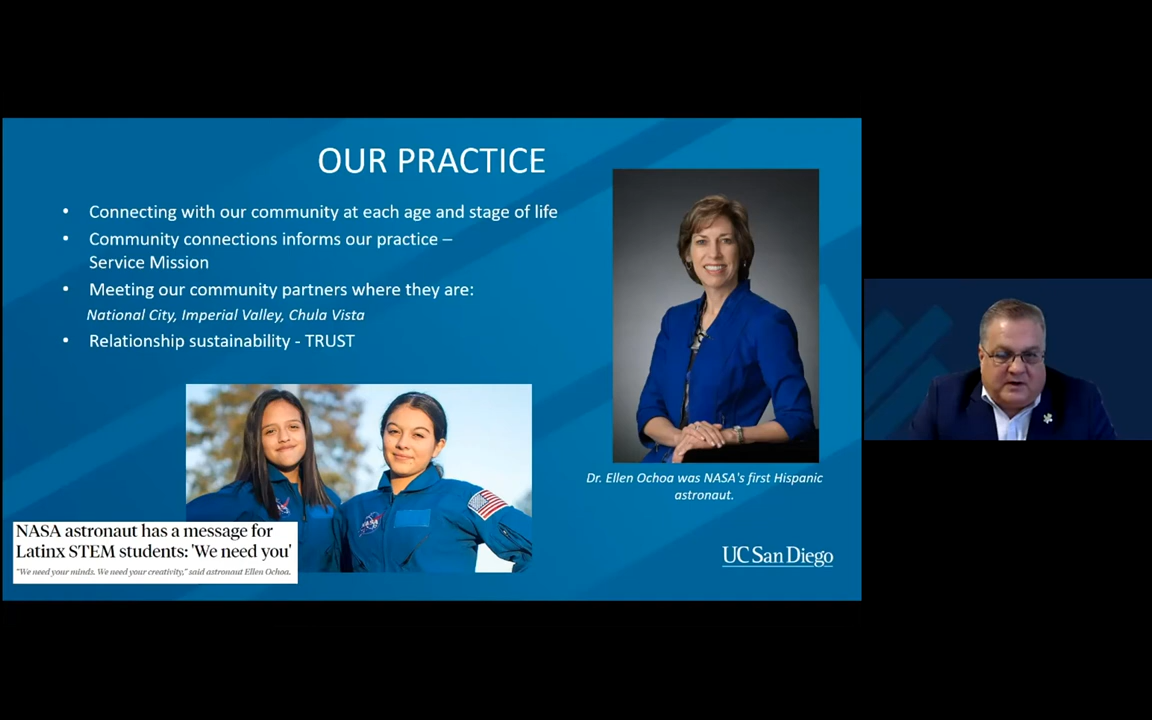 OUR PRACTICE
• Connecting with our community at each age and stage of life
• Community connections informs our practice –
Service Mission
• Meeting our community partners where they are:
National City, Imperial Valley, Chula Vista
• Relationship sustainability - TRUST
Dr. Ellen Ochoa was NASA's first Hispanic
astronaut.
NASA
NASA astronaut has a message for
Latinx STEM students: 'We need you'
"We need your minds. We need your creativity," said astronaut Ellen Ochoa.
UC San Diego